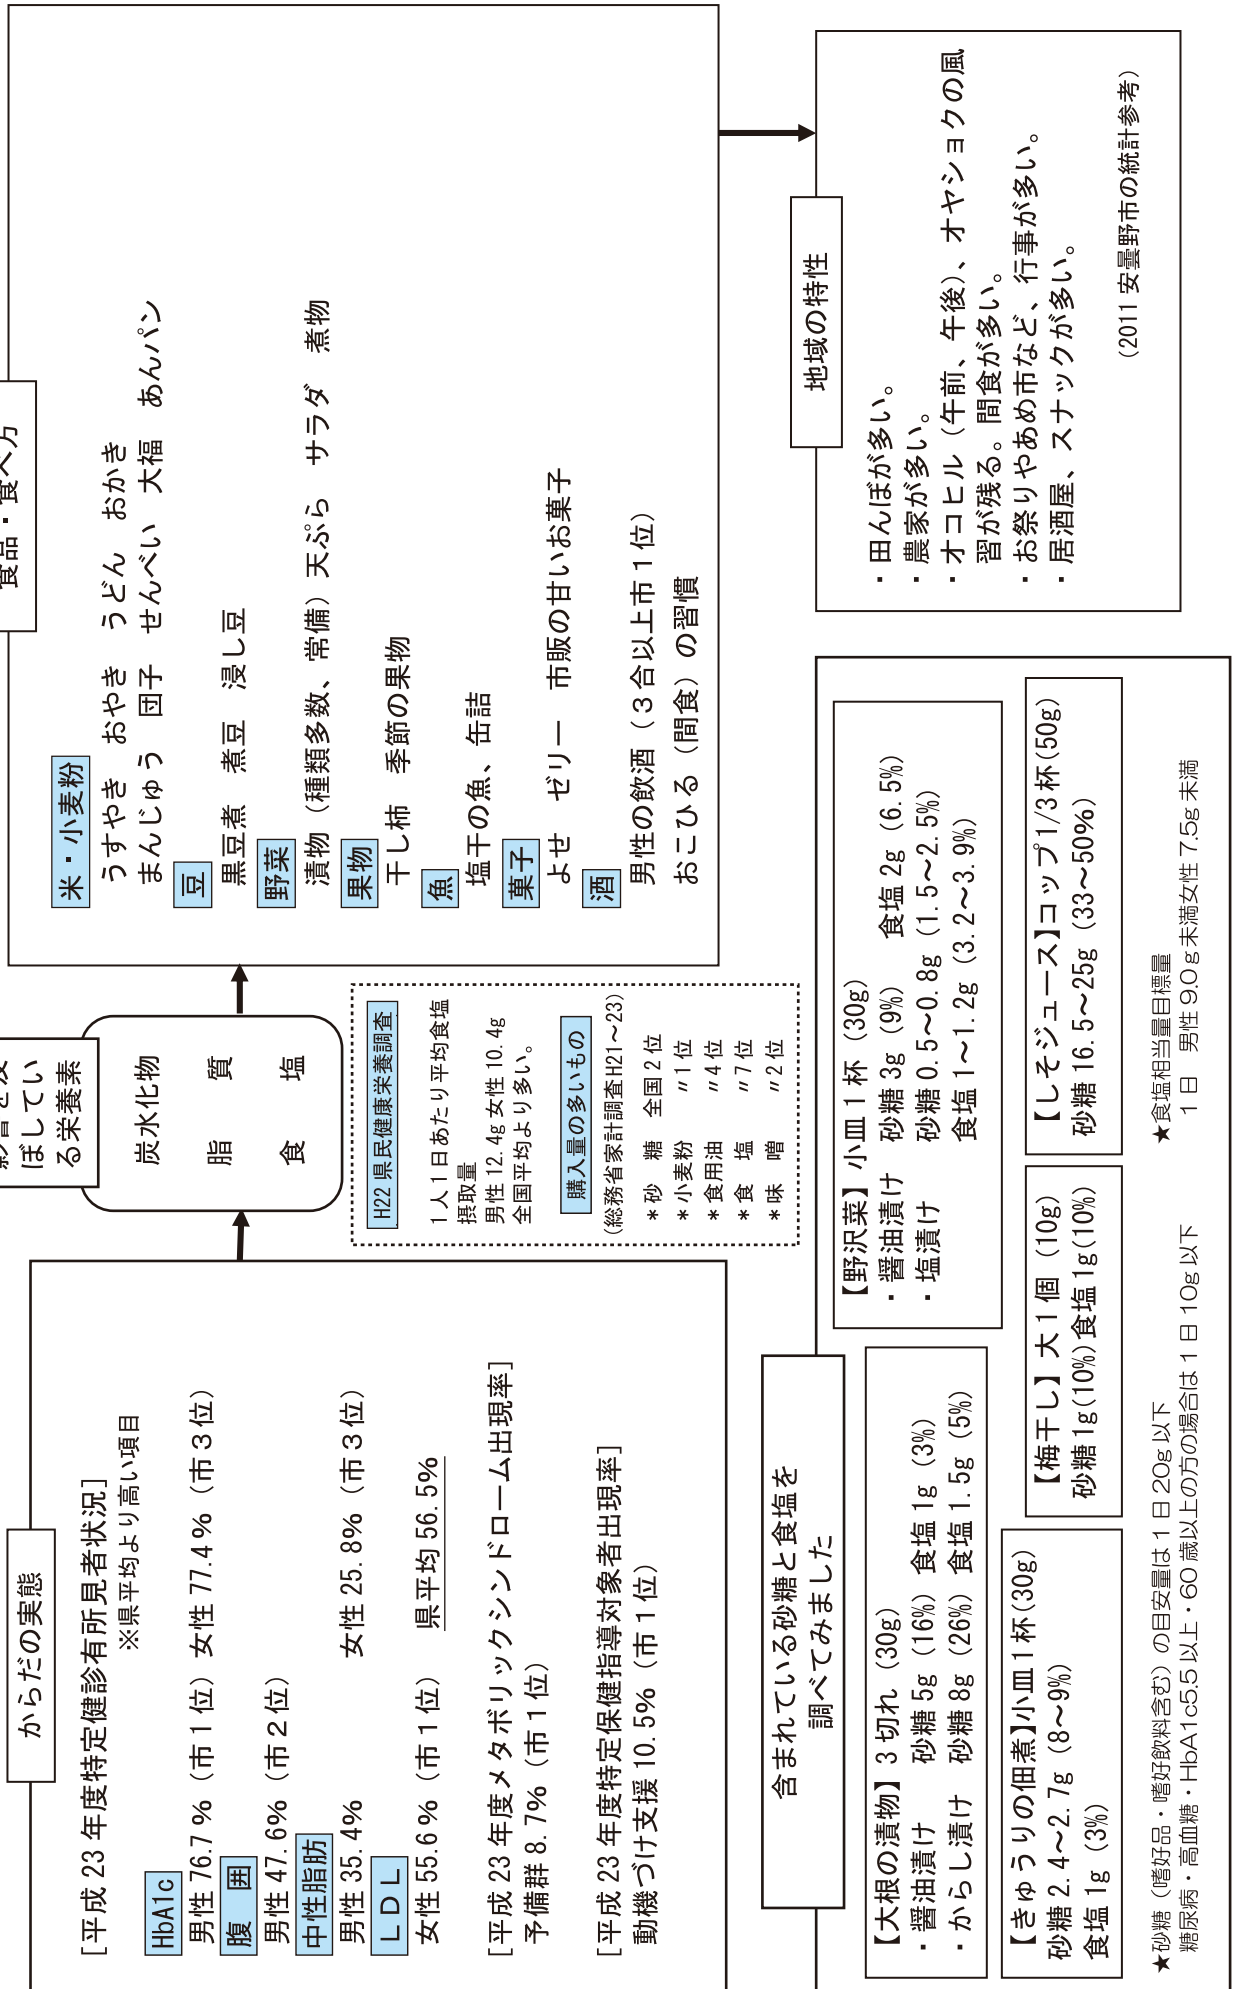 からだの実態
［平成 23 年度特定健診有所見者状況］
※県平均より高い項目
HbA1c
男性 76.7％（市１位）女性 77.4％（市３位）
腹　囲
男性 47.6％（市２位）
中性脂肪
男性 35.4％　女性 25.8％（市３位）
ＬＤＬ
女性 55.6％（市１位）　県平均 56.5％
［平成 23 年度メタボリックシンドローム出現率］
予備群 8.7％（市１位）
［平成 23 年度特定保健指導対象者出現率］
動機づけ支援 10.5％（市１位）
ぼしてい
る栄養素
炭水化物
脂　質
食　塩
H22 県民健康栄養調査
１人１日あたり平均食塩
摂取量
男性 12.4g 女性 10.4g
全国平均より多い。
購入量の多いもの
(総務省家計調査H21～23)
＊砂　糖　全国２位
＊小麦粉　〃１位
＊食用油　〃４位
＊食　塩　〃７位
＊味　噌　〃２位
食品・食べ方
米・小麦粉
うすやき　おやき　うどん　おかき
まんじゅう　団子　せんべい　大福　あんパン
豆
黒豆煮　煮豆　浸し豆
野菜
漬物（種類多数、常備）天ぷら　サラダ　煮物
果物
干し柿　季節の果物
魚
塩干の魚、缶詰
菓子
よせ　ゼリー　市販の甘いお菓子
酒
男性の飲酒（３合以上市１位）
おこひる（間食）の習慣
含まれている砂糖と食塩を
調べてみました
【大根の漬物】３切れ（30g）
・醤油漬け　砂糖 5g（16%）食塩 1g（3%）
・からし漬け　砂糖 8g（26%）食塩 1.5g（5%）
【野沢菜】小皿１杯（30g）
・醤油漬け　砂糖 3g（9%）　食塩 2g（6.5%）
・塩漬け　砂糖 0.5～0.8g（1.5～2.5%）
食塩 1～1.2g（3.2～3.9%）
【きゅうりの佃煮】小皿１杯(30g)
砂糖 2.4～2.7g（8～9%）
食塩 1g（3%）
【梅干し】大１個（10g）
砂糖 1g(10%)食塩 1g(10%)
【しそジュース】コップ1/3杯(50g)
砂糖 16.5～25g（33～50%）
★砂糖（嗜好品・嗜好飲料含む）の目安量は１日 20g 以下
糖尿病・高血糖・HbA1c5.5 以上・60 歳以上の方の場合は１日 10g 以下
★食塩相当量目標量
１日　男性 9.0g 未満女性 7.5g 未満
地域の特性
・田んぼが多い。
・農家が多い。
・オコヒル（午前、午後）、オヤショクの風
習が残る。間食が多い。
・お祭りやあめ市など、行事が多い。
・居酒屋、スナックが多い。
（2011 安曇野市の統計参考）